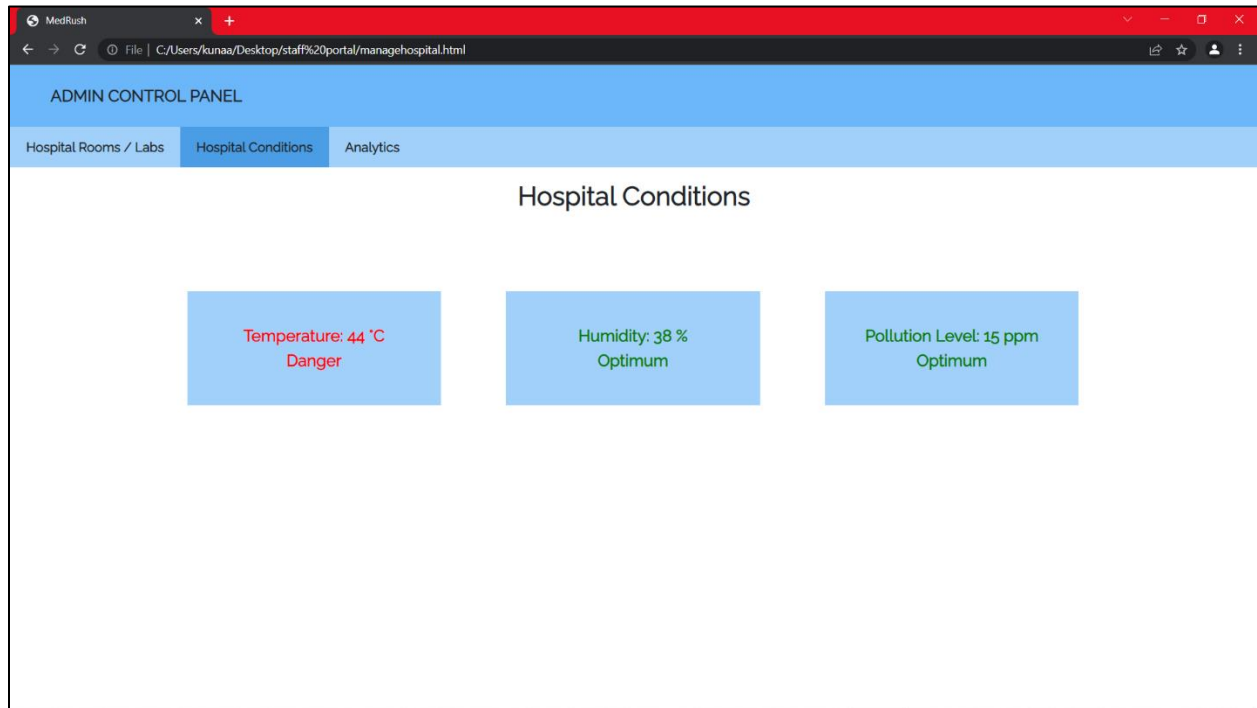 MedRush
File | C:/Users/kunaa/Desktop/staff%20portal/managehospital.html
ADMIN CONTROL PANEL
Hospital Rooms / Labs Hospital Conditions Analytics
Hospital Conditions
Temperature: 44 °C
Danger
Humidity: 38 %
Optimum
Pollution Level: 15 ppm
Optimum